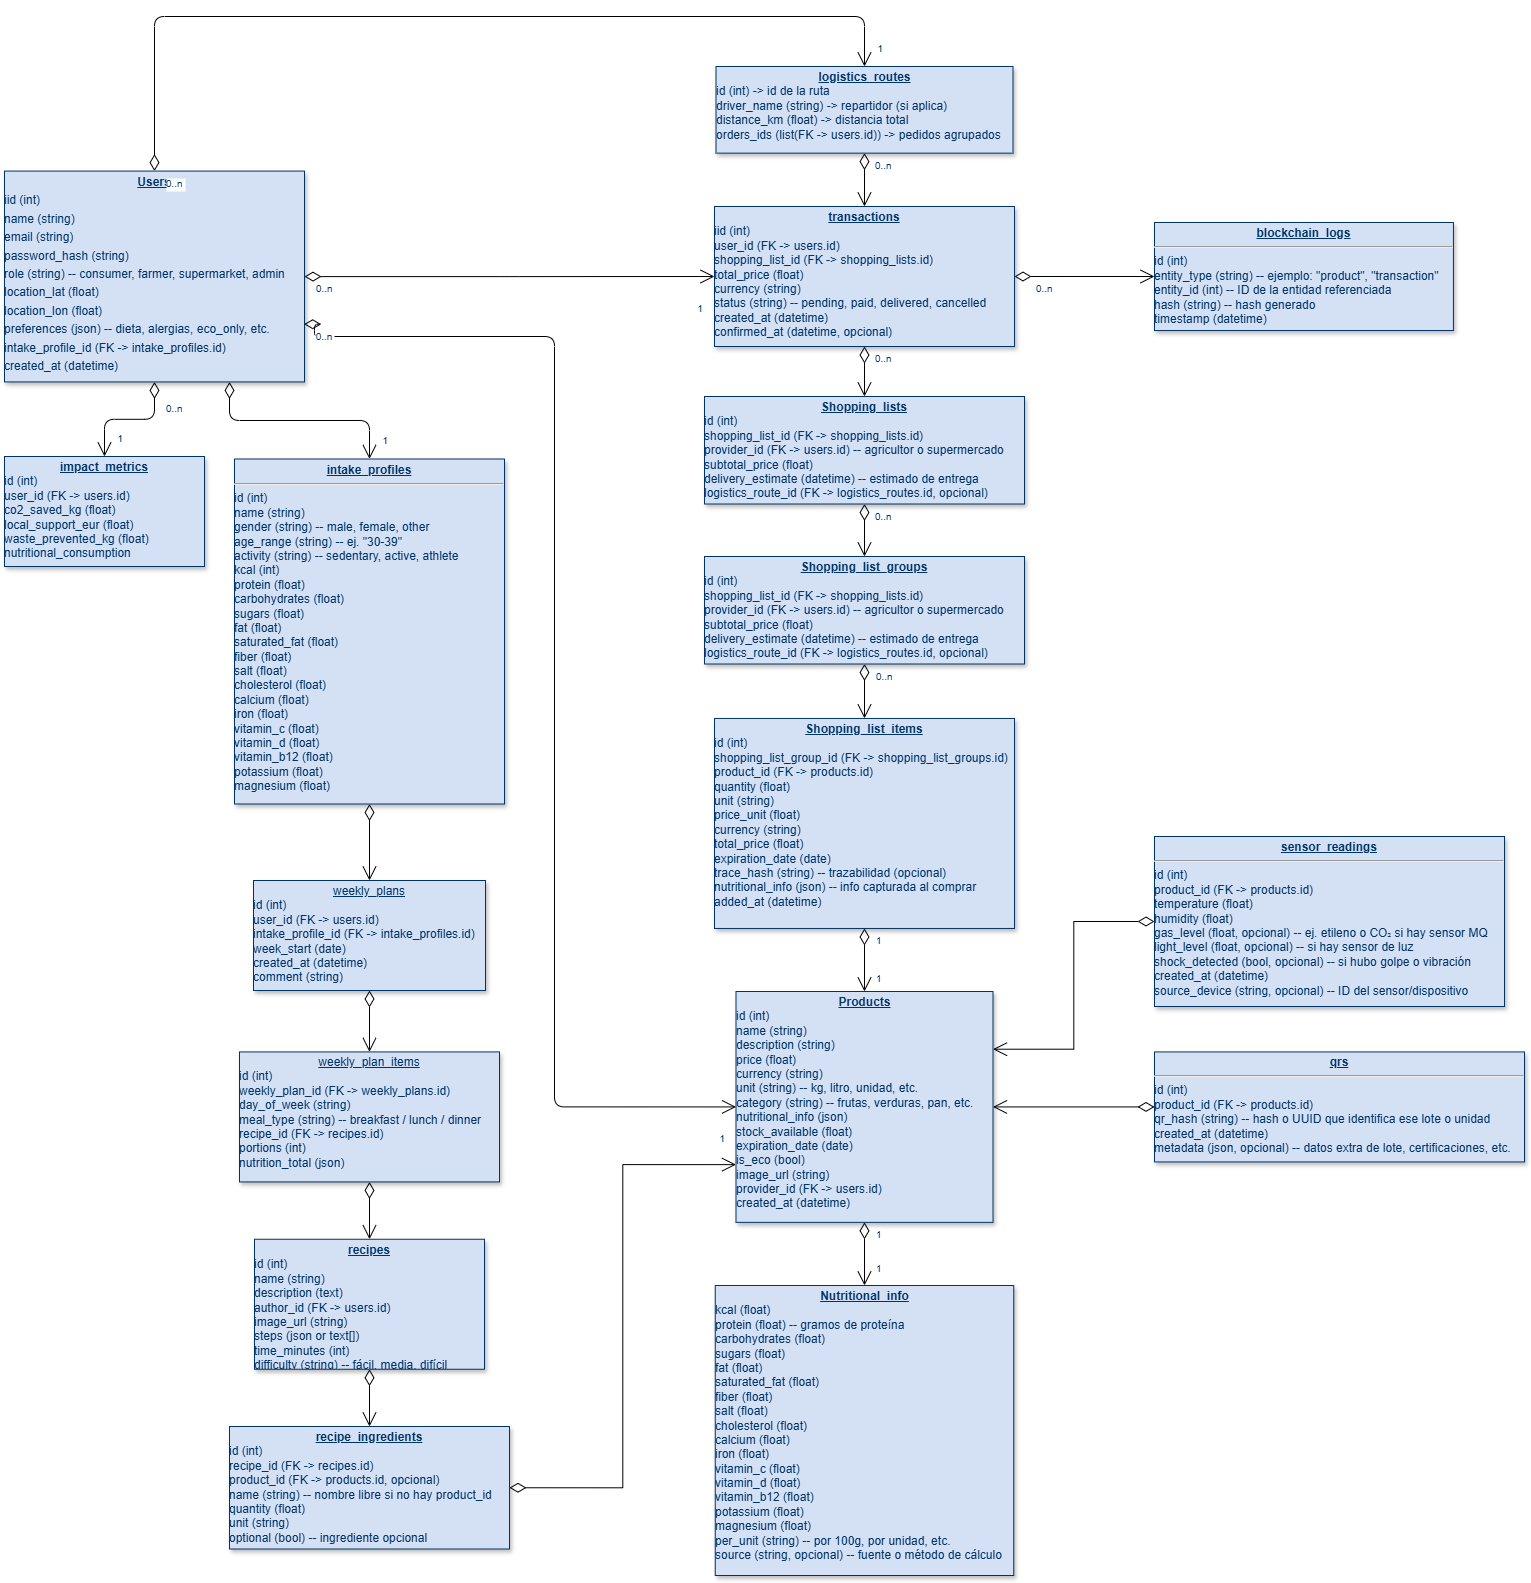 1
logistics_routes
id (int) -> id de la ruta
driver_name (string) -> repartidor (si aplica)
distance_km (float) -> distancia total
orders_ids (list(FK -> users.id)) -> pedidos agrupados
0..n
Users
0..n
iid (int)
name (string)
email (string)
password_hash (string)
role (string) -- consumer, farmer, supermarket, admin
location_lat (float)
location_lon (float)
preferences (json) -- dieta, alergias, eco_only, etc.
intake_profile_id (FK -> intake_profiles.id)
created_at (datetime)
0..n
0..n
0..n
1
1
transactions
iid (int)
user_id (FK -> users.id)
shopping_list_id (FK -> shopping_lists.id)
total_price (float)
currency (string)
status (string) -- pending, paid, delivered, cancelled
created_at (datetime)
confirmed_at (datetime, opcional)
1
0..n
0..n
blockchain_logs
id (int)
entity_type (string) -- ejemplo: "product", "transaction"
entity_id (int) -- ID de la entidad referenciada
hash (string) -- hash generado
timestamp (datetime)
impact_metrics
id (int)
user_id (FK -> users.id)
co2_saved_kg (float)
local_support_eur (float)
waste_prevented_kg (float)
nutritional_consumption
intake_profiles
id (int)
name (string)
gender (string) -- male, female, other
age_range (string) -- ej. "30-39"
activity (string) -- sedentary, active, athlete
kcal (int)
protein (float)
carbohydrates (float)
sugars (float)
fat (float)
saturated_fat (float)
fiber (float)
salt (float)
cholesterol (float)
calcium (float)
iron (float)
vitamin_c (float)
vitamin_d (float)
vitamin_b12 (float)
potassium (float)
magnesium (float)
Shopping_lists
id (int)
shopping_list_id (FK -> shopping_lists.id)
provider_id (FK -> users.id) -- agricultor o supermercado
subtotal_price (float)
delivery_estimate (datetime) -- estimado de entrega
logistics_route_id (FK -> logistics_routes.id, opcional)
0..n
Shopping_list_groups
id (int)
shopping_list_id (FK -> shopping_lists.id)
provider_id (FK -> users.id) -- agricultor o supermercado
subtotal_price (float)
delivery_estimate (datetime) -- estimado de entrega
logistics_route_id (FK -> logistics_routes.id, opcional)
0..n
Shopping_list_items
id (int)
shopping_list_group_id (FK -> shopping_list_groups.id)
product_id (FK -> products.id)
quantity (float)
unit (string)
price_unit (float)
currency (string)
total_price (float)
expiration_date (date)
trace_hash (string) -- trazabilidad (opcional)
nutritional_info (json) -- info capturada al comprar
added_at (datetime)
1
1
weekly_plans
id (int)
user_id (FK -> users.id)
intake_profile_id (FK -> intake_profiles.id)
week_start (date)
created_at (datetime)
comment (string)
sensor_readings
id (int)
product_id (FK -> products.id)
temperature (float)
humidity (float)
gas_level (float, opcional) -- ej. etileno o CO₂ si hay sensor MQ
light_level (float, opcional) -- si hay sensor de luz
shock_detected (bool, opcional) -- si hubo golpe o vibración
created_at (datetime)
source_device (string, opcional) -- ID del sensor/dispositivo
Products
id (int)
name (string)
description (string)
price (float)
currency (string)
unit (string) -- kg, litro, unidad, etc.
category (string) -- frutas, verduras, pan, etc.
nutritional_info (json)
stock_available (float)
expiration_date (date)
is_eco (bool)
image_url (string)
provider_id (FK -> users.id)
created_at (datetime)
1
1
1
qrs
id (int)
product_id (FK -> products.id)
qr_hash (string) -- hash o UUID que identifica ese lote o unidad
created_at (datetime)
metadata (json, opcional) -- datos extra de lote, certificaciones, etc.
weekly_plan_items
id (int)
weekly_plan_id (FK -> weekly_plans.id)
day_of_week (string)
meal_type (string) -- breakfast / lunch / dinner
recipe_id (FK -> recipes.id)
portions (int)
nutrition_total (json)
recipes
id (int)
name (string)
description (text)
author_id (FK -> users.id)
image_url (string)
steps (json or text[])
time_minutes (int)
difficulty (string) -- fácil, media, difícil
recipe_ingredients
id (int)
recipe_id (FK -> recipes.id)
product_id (FK -> products.id, opcional)
name (string) -- nombre libre si no hay product_id
quantity (float)
unit (string)
optional (bool) -- ingrediente opcional
Nutritional_info
kcal (float)
protein (float) -- gramos de proteína
carbohydrates (float)
sugars (float)
fat (float)
saturated_fat (float)
fiber (float)
salt (float)
cholesterol (float)
calcium (float)
iron (float)
vitamin_c (float)
vitamin_d (float)
vitamin_b12 (float)
potassium (float)
magnesium (float)
per_unit (string) -- por 100g, por unidad, etc.
source (string, opcional) -- fuente o método de cálculo